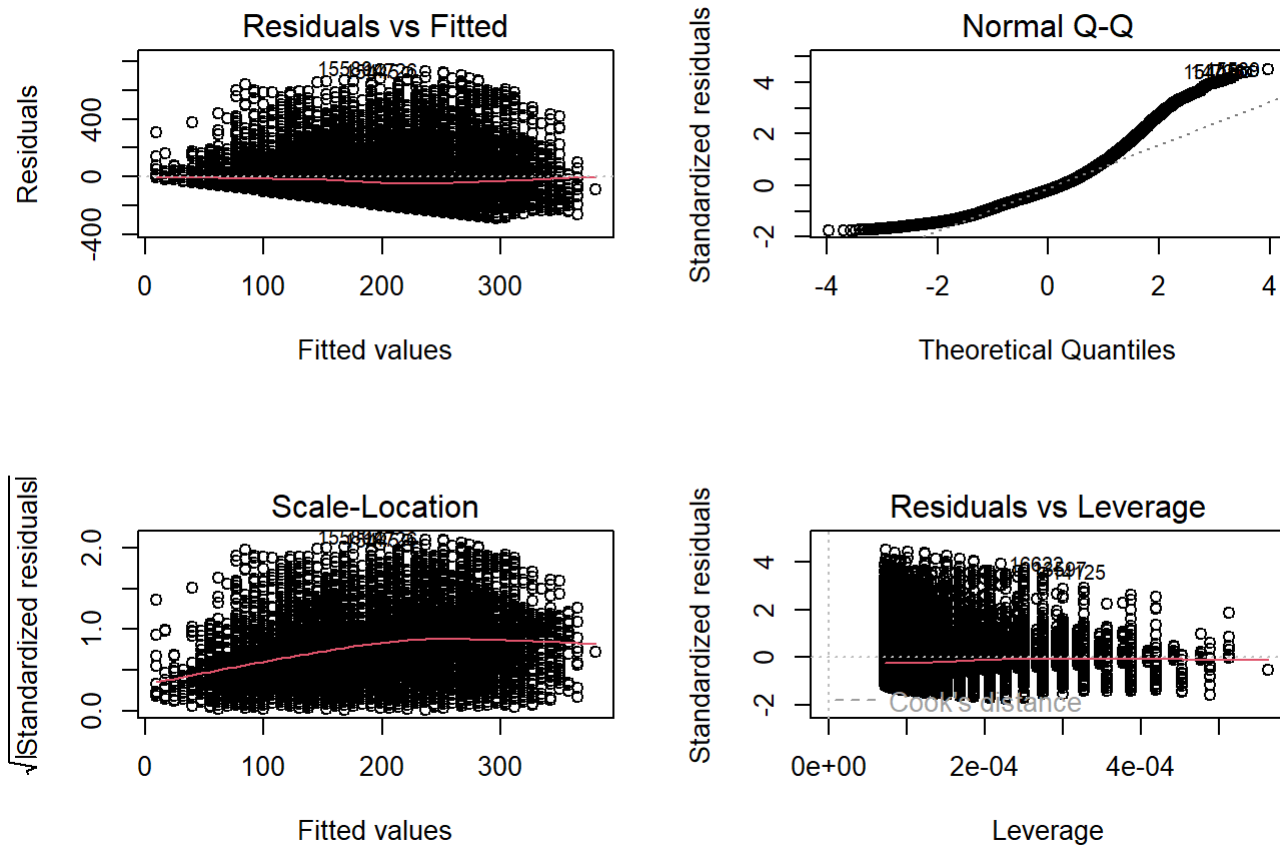 Residuals vs Fitted
Residuals
400
0
-400
0
100
200
300
Fitted values
Normal Q-Q
Standardized residuals
4
2
0
-2
-4
-2
0
2
4
Theoretical Quantiles
Scale-Location
√|Standardized residuals|
2.0
1.0
0.0
0
100
200
300
Fitted values
Residuals vs Leverage
Standardized residuals
4
2
0
-2
Cook's distance
0e+00
2e-04
4e-04
Leverage